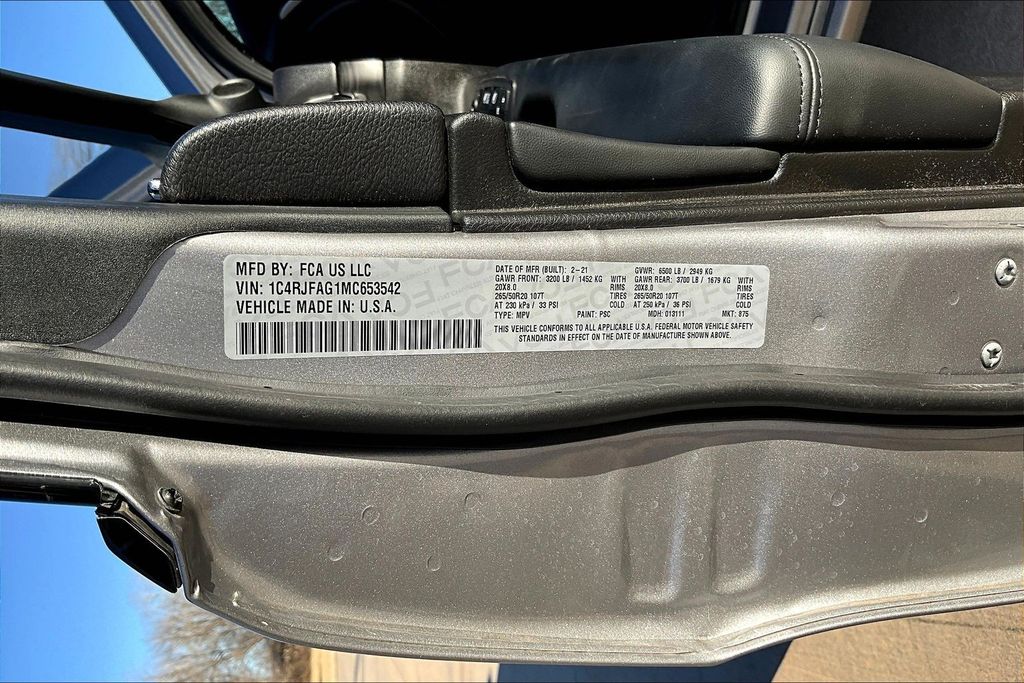 MFD BY: FCA US LLC
VIN: 1C4RJFAG1MC653542
VEHICLE MADE IN: U.S.A.
DATE OF MFR (BUILT): 2-21 GVWR: 6500 LB / 2949 KG
GAWR FRONT: 3200 LB / 1452 KG WITH GAWR REAR: 3700 LB / 1679 KG WITH
20X8.0 RIMS 20X8.0 RIMS
265/50R20 107T TIRES 265/50R20 107T TIRES
AT 230 kPa / 33 PSI COLD AT 250 kPa / 36 PSI COLD
TYPE: MPV PAINT: PSC MDH: 013111 MKT: 875
THIS VEHICLE CONFORMS TO ALL APPLICABLE U.S.A. FEDERAL MOTOR VEHICLE SAFETY
STANDARDS IN EFFECT ON THE DATE OF MANUFACTURE SHOWN ABOVE.